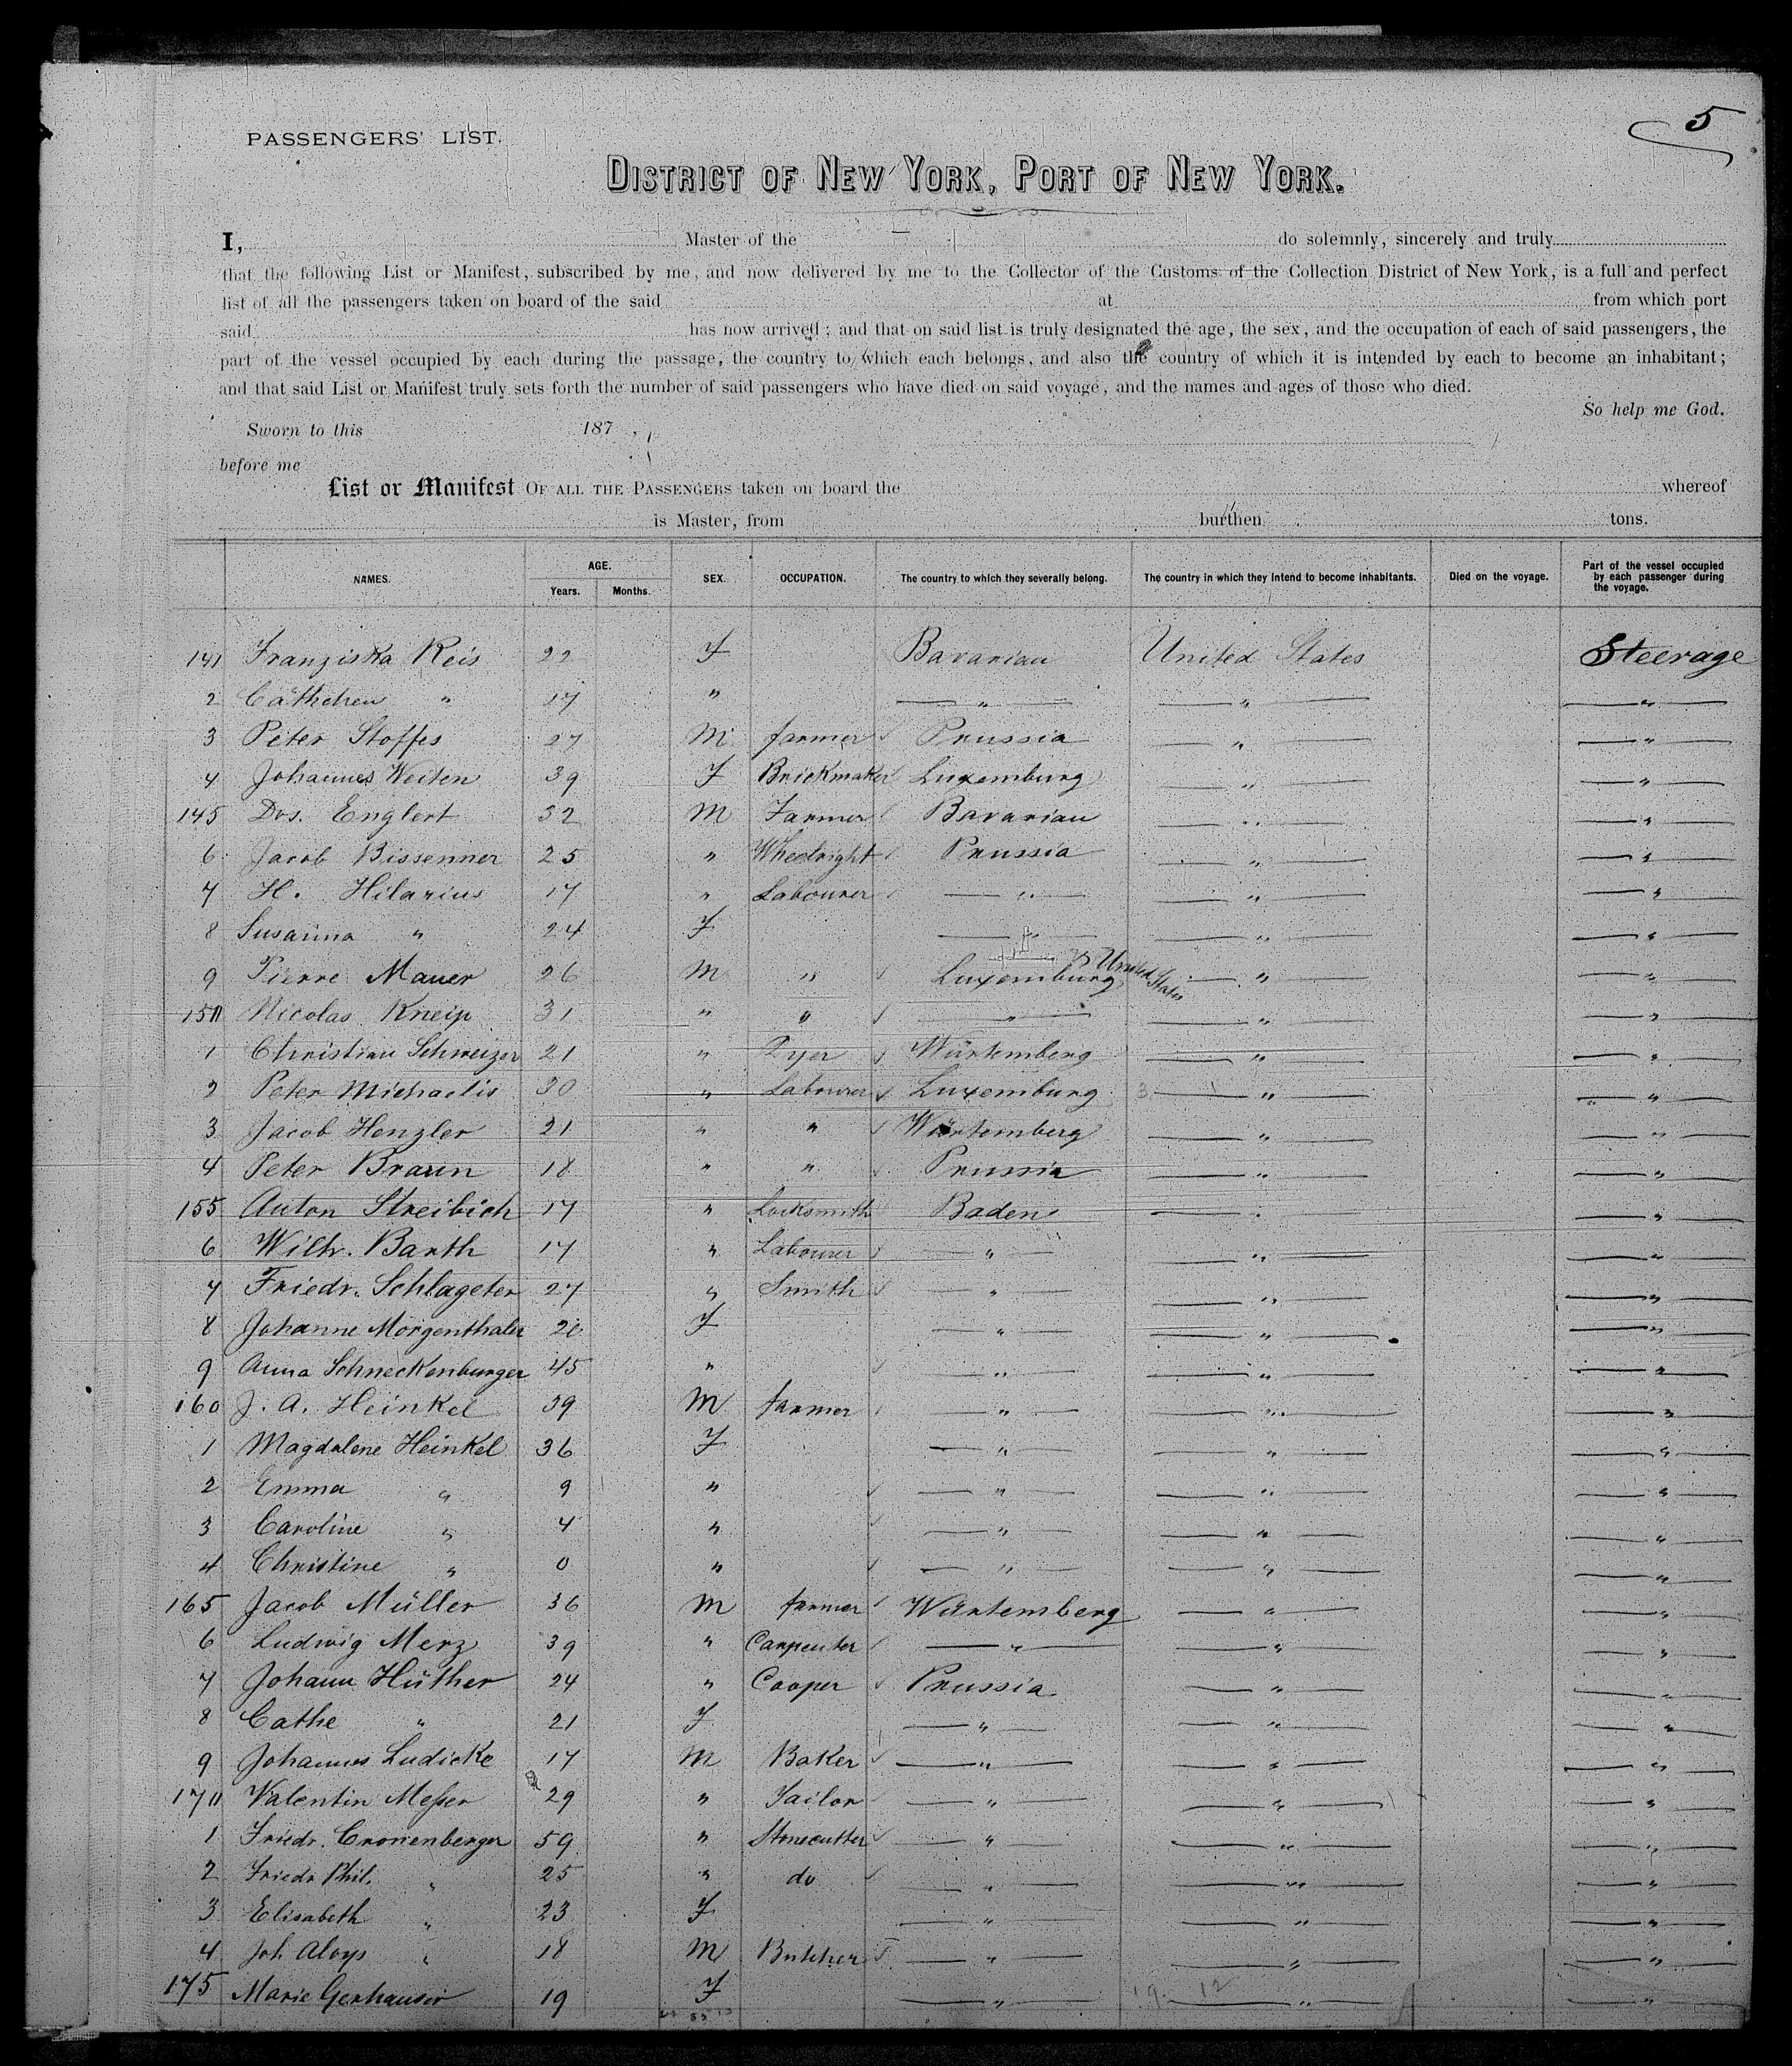 5
PASSENGERS' LIST.
DISTRICT OF NEW YORK, PORT OF NEW YORK.
I, Master of the do solemnly, sincerely and truly
that the following List or Manifest, subscribed by me, and now delivered by me to the Collector of the Customs of the Collection District of New York, is a full and perfect
list of all the passengers taken on board of the said at from which port
said has now arrived; and that on said list is truly designated the age, the sex, and the occupation of each of said passengers, the
part of the vessel occupied by each during the passage, the country to which each belongs, and also the country of which it is intended by each to become an inhabitant;
and that said List or Manifest truly sets forth the number of said passengers who have died on said voyage, and the names and ages of those who died.
So help me God.
Sworn to this 187 ,
before me
List or Manifest OF ALL THE PASSENGERS taken on board the whereof
is Master, from burthen tons.
NAMES. AGE. Years. Months. SEX. OCCUPATION. The country to which they severally belong. The country in which they intend to become inhabitants. Died on the voyage. Part of the vessel occupied by each passenger during the voyage.
141 Franziska Reis 22 F Bavarian United States Steerage
2 Cäthchen " 17 " " " "
3 Peter Stoffes 27 M farmer Prussia " "
4 Johannes Weiten 39 F Brickmaker Luxemburg " "
145 Dos. Englert 52 M Farmer Bavarian " "
6 Jacob Bissenner 25 " Wheelright Prussia " "
7 H. Hilarius 17 " Labourer " " "
8 Susanna " 24 F " " "
9 Pierre Mauer 26 M " Luxemburg United States " "
150 Nicolas Kneip 31 " " " " "
1 Christian Schweizer 21 " Dyer Würtemberg " "
2 Peter Michaelis 30 " Labourer Luxemburg " "
3 Jacob Henzler 21 " " Würtemberg " "
4 Peter Braun 18 " " Prussia " "
155 Anton Streibich 17 " Locksmith Baden " "
6 Wilh. Barth 17 " Labourer " " "
7 Friedr. Schlageter 27 " Smith " " "
8 Johanne Morgenthaler 20 F " " "
9 Anna Schneckenburger 45 " " " "
160 J. A. Heinkel 39 M farmer " " "
1 Magdalene Heinkel 36 F " " "
2 Emma " 9 " " " "
3 Caroline " 4 " " " "
4 Christine " 0 " " " "
165 Jacob Müller 36 M farmer Würtemberg " "
6 Ludwig Merz 39 " Carpenter " " "
7 Johann Hüther 24 " Cooper Prussia " "
8 Cathe " 21 F " " "
9 Johannes Ludicke 17 M Baker " " "
170 Valentin Messer 29 " Tailor " " "
1 Friedr. Cronenberger 59 " Stonecutter " " "
2 Friedr Phil. " 25 " do " " "
3 Elisabeth " 23 F " " "
4 Joh Aloys " 18 M Butcher " " "
175 Marie Gerhauser 19 F " " "